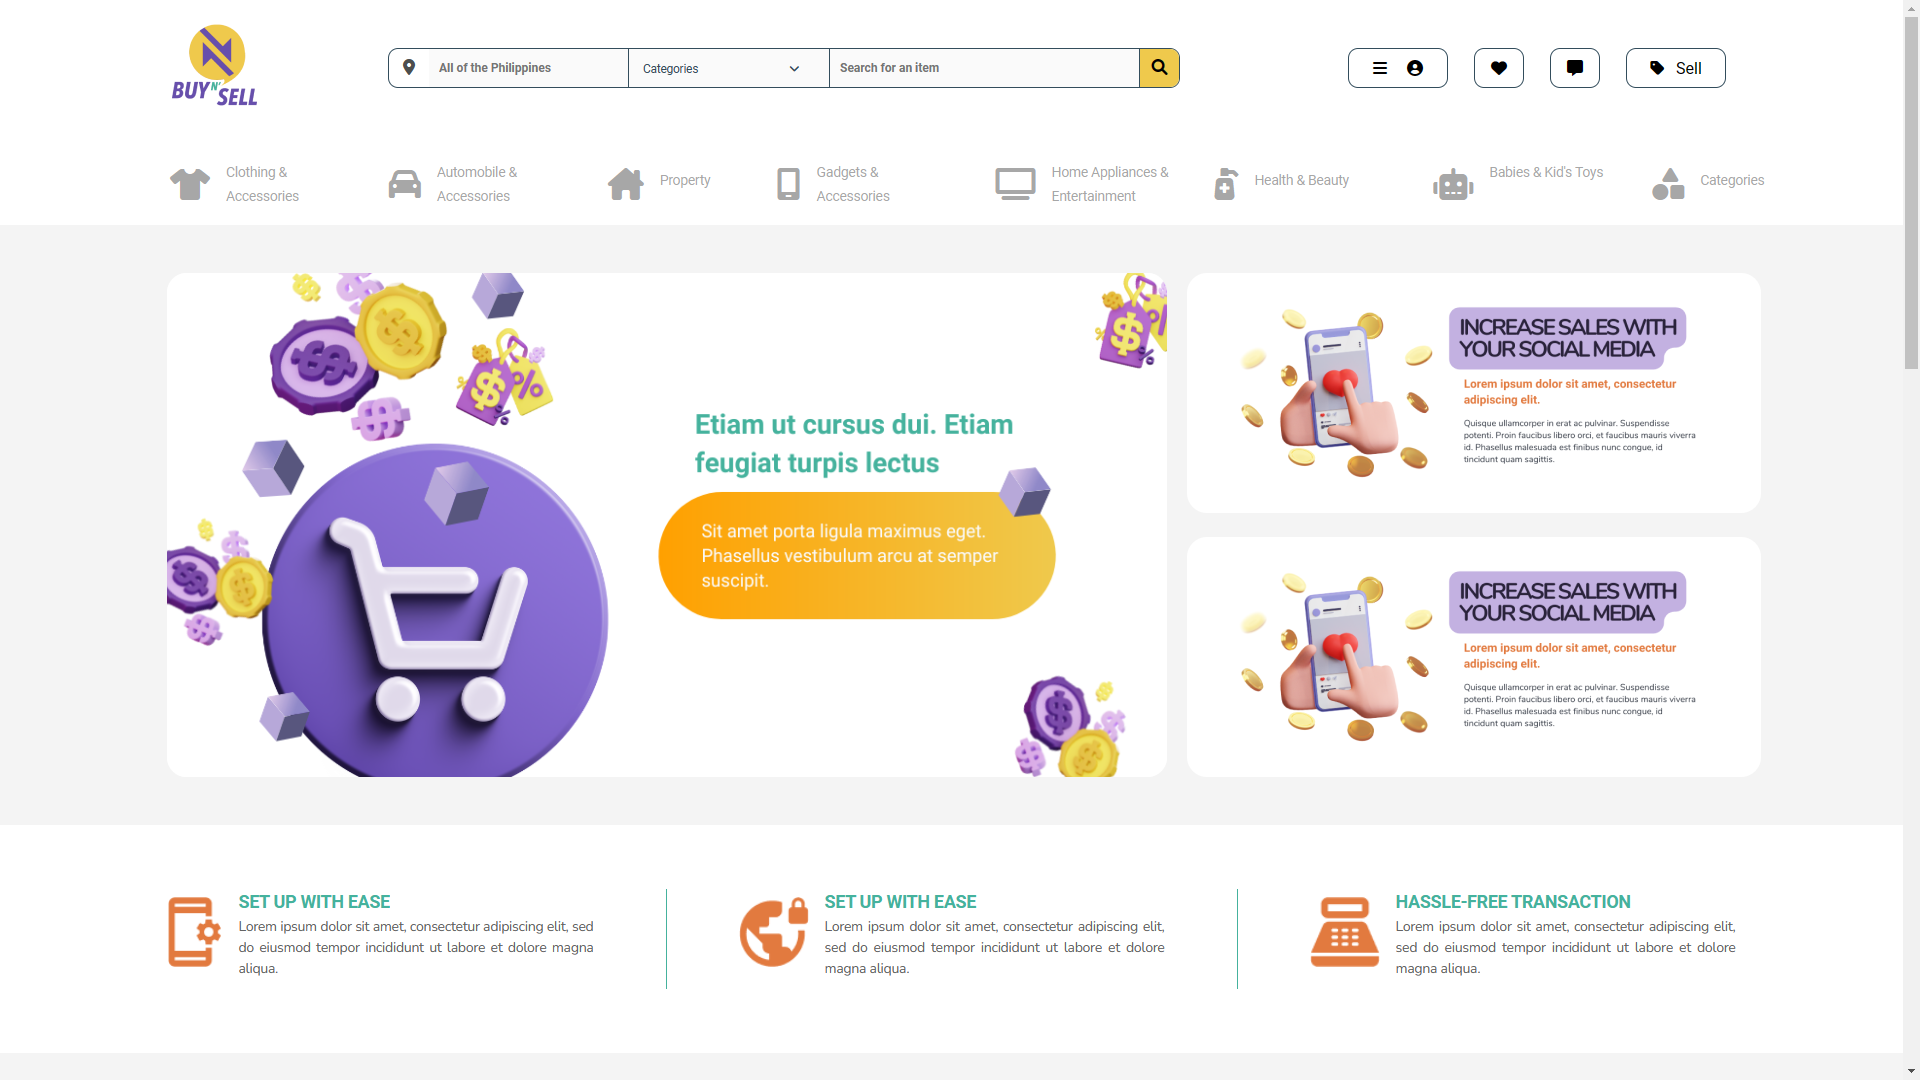 BUY N' SELL
All of the Philippines
Categories
Search for an item
Sell
Clothing &
Accessories
Automobile &
Accessories
Property
Gadgets &
Accessories
Home Appliances &
Entertainment
Health & Beauty
Babies & Kid's Toys
Categories
Etiam ut cursus dui. Etiam
feugiat turpis lectus
Sit amet porta ligula maximus eget.
Phasellus vestibulum arcu at semper
suscipit.
INCREASE SALES WITH
YOUR SOCIAL MEDIA
Lorem ipsum dolor sit amet, consectetur
adipiscing elit.
Quisque ullamcorper in erat ac pulvinar. Suspendisse
potenti. Proin faucibus libero orci, et faucibus mauris viverra
id. Phasellus malesuada est finibus nunc congue, id
tincidunt quam sagittis.
INCREASE SALES WITH
YOUR SOCIAL MEDIA
Lorem ipsum dolor sit amet, consectetur
adipiscing elit.
Quisque ullamcorper in erat ac pulvinar. Suspendisse
potenti. Proin faucibus libero orci, et faucibus mauris viverra
id. Phasellus malesuada est finibus nunc congue, id
tincidunt quam sagittis.
SET UP WITH EASE
Lorem ipsum dolor sit amet, consectetur adipiscing elit, sed
do eiusmod tempor incididunt ut labore et dolore magna
aliqua.
SET UP WITH EASE
Lorem ipsum dolor sit amet, consectetur adipiscing elit,
sed do eiusmod tempor incididunt ut labore et dolore
magna aliqua.
HASSLE-FREE TRANSACTION
Lorem ipsum dolor sit amet, consectetur adipiscing elit,
sed do eiusmod tempor incididunt ut labore et dolore
magna aliqua.